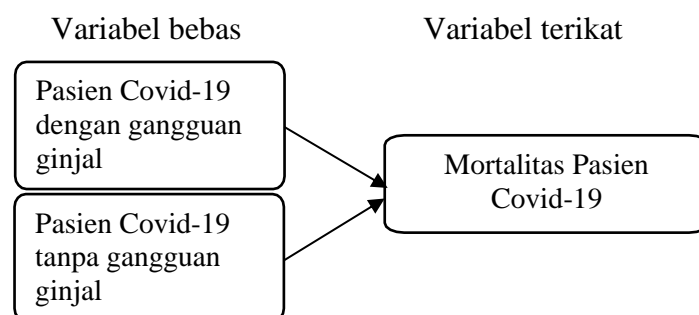 Variabel bebas
Variabel terikat
Pasien Covid-19
dengan gangguan
ginjal
Mortalitas Pasien
Covid-19
Pasien Covid-19
tanpa gangguan
ginjal